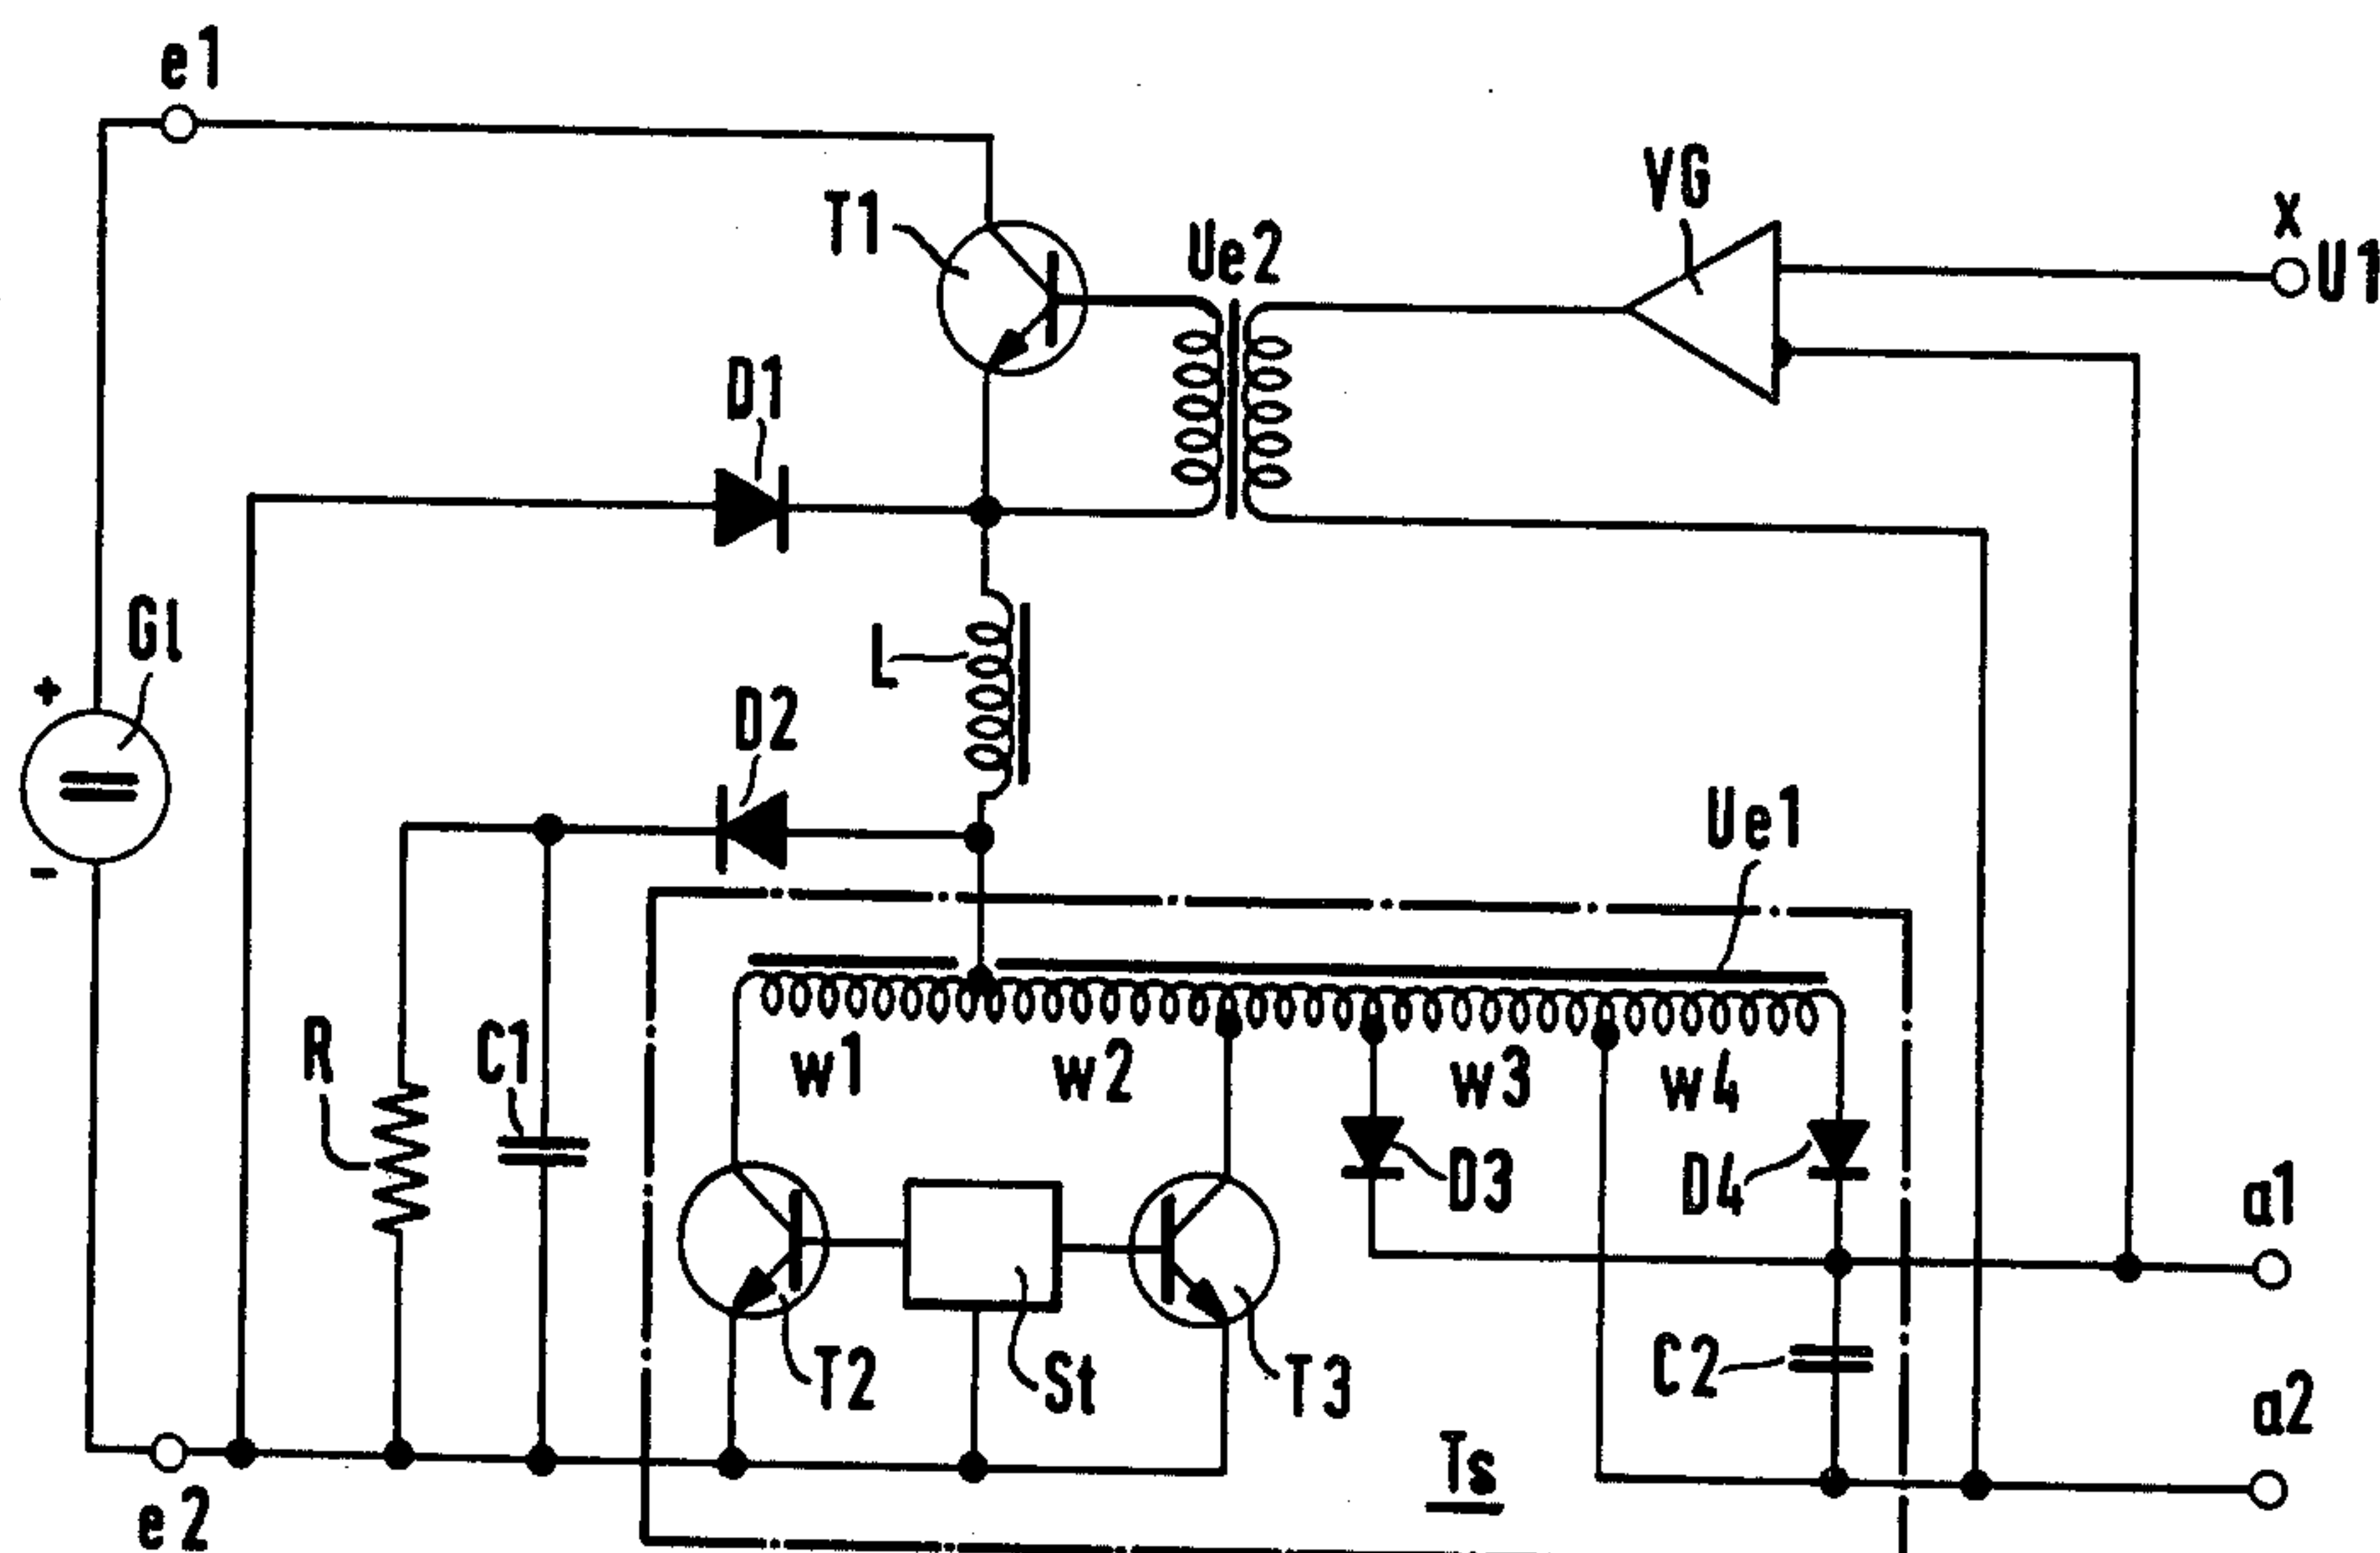 e1
VG
x
T1
Ue2
U1
D1
Gl
L
+
D2
Ue1
-
R
C1
w1
w2
w3
w4
D3
D4
a1
T2
St
T3
C2
a2
Ts
e2